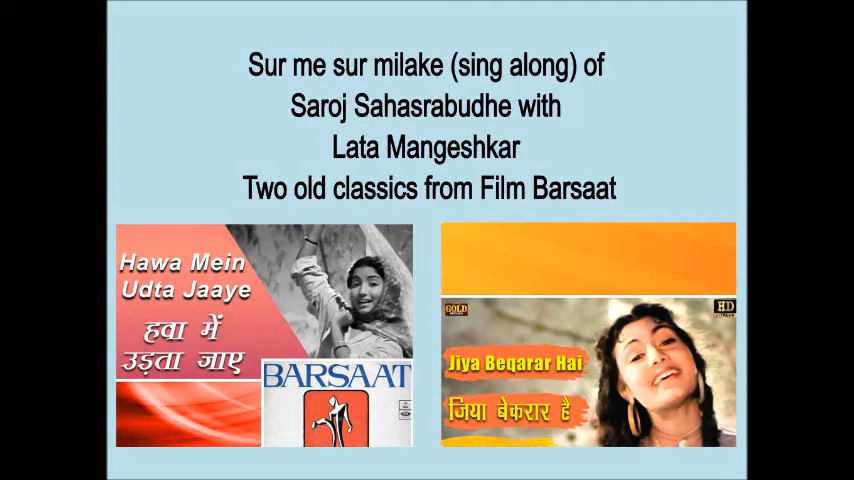 Sur me sur milake (sing along) of
Saroj Sahasrabudhe with
Lata Mangeshkar
Two old classics from Film Barsaat
Hawa Mein
Udta Jaaye
हवा में
उड़ता जाए
BARSAAT
GOLD
HD
Jiya Beqarar Hai
जिया बेकरार है